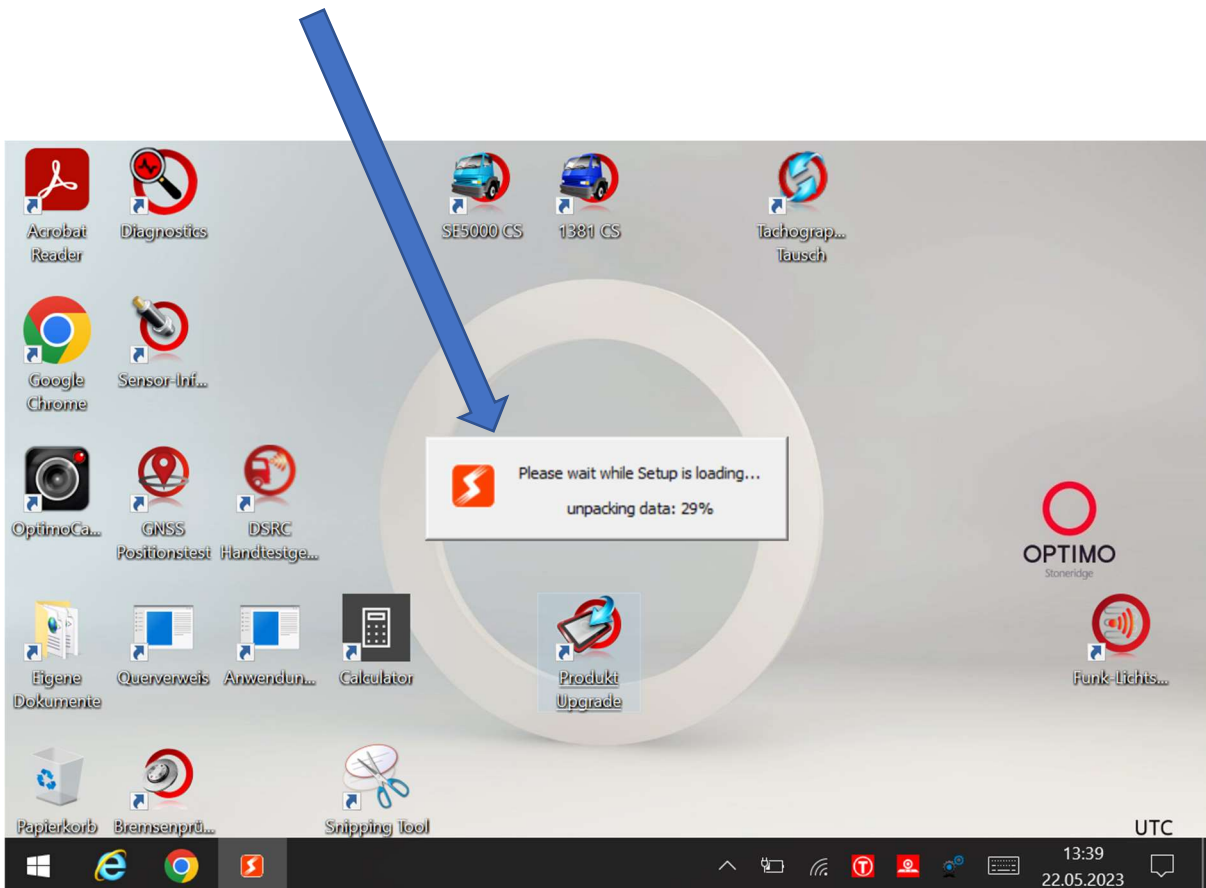 Acrobat
Reader
Diagnostics
SE5000 CS
1381 CS
Tachograp...
Tausch
Google
Chrome
Sensor-Inf...
Please wait while Setup is loading...
unpacking data: 29%
OptimoCa...
GNSS
Positionstest
DSRC
Handtestge...
OPTIMO
Stoneridge
Eigene
Dokumente
Querverweis
Anwendun...
Calculator
Produkt
Upgrade
Funk-Lichts...
Papierkorb
Bremsenprü...
Snipping Tool
UTC
13:39
22.05.2023